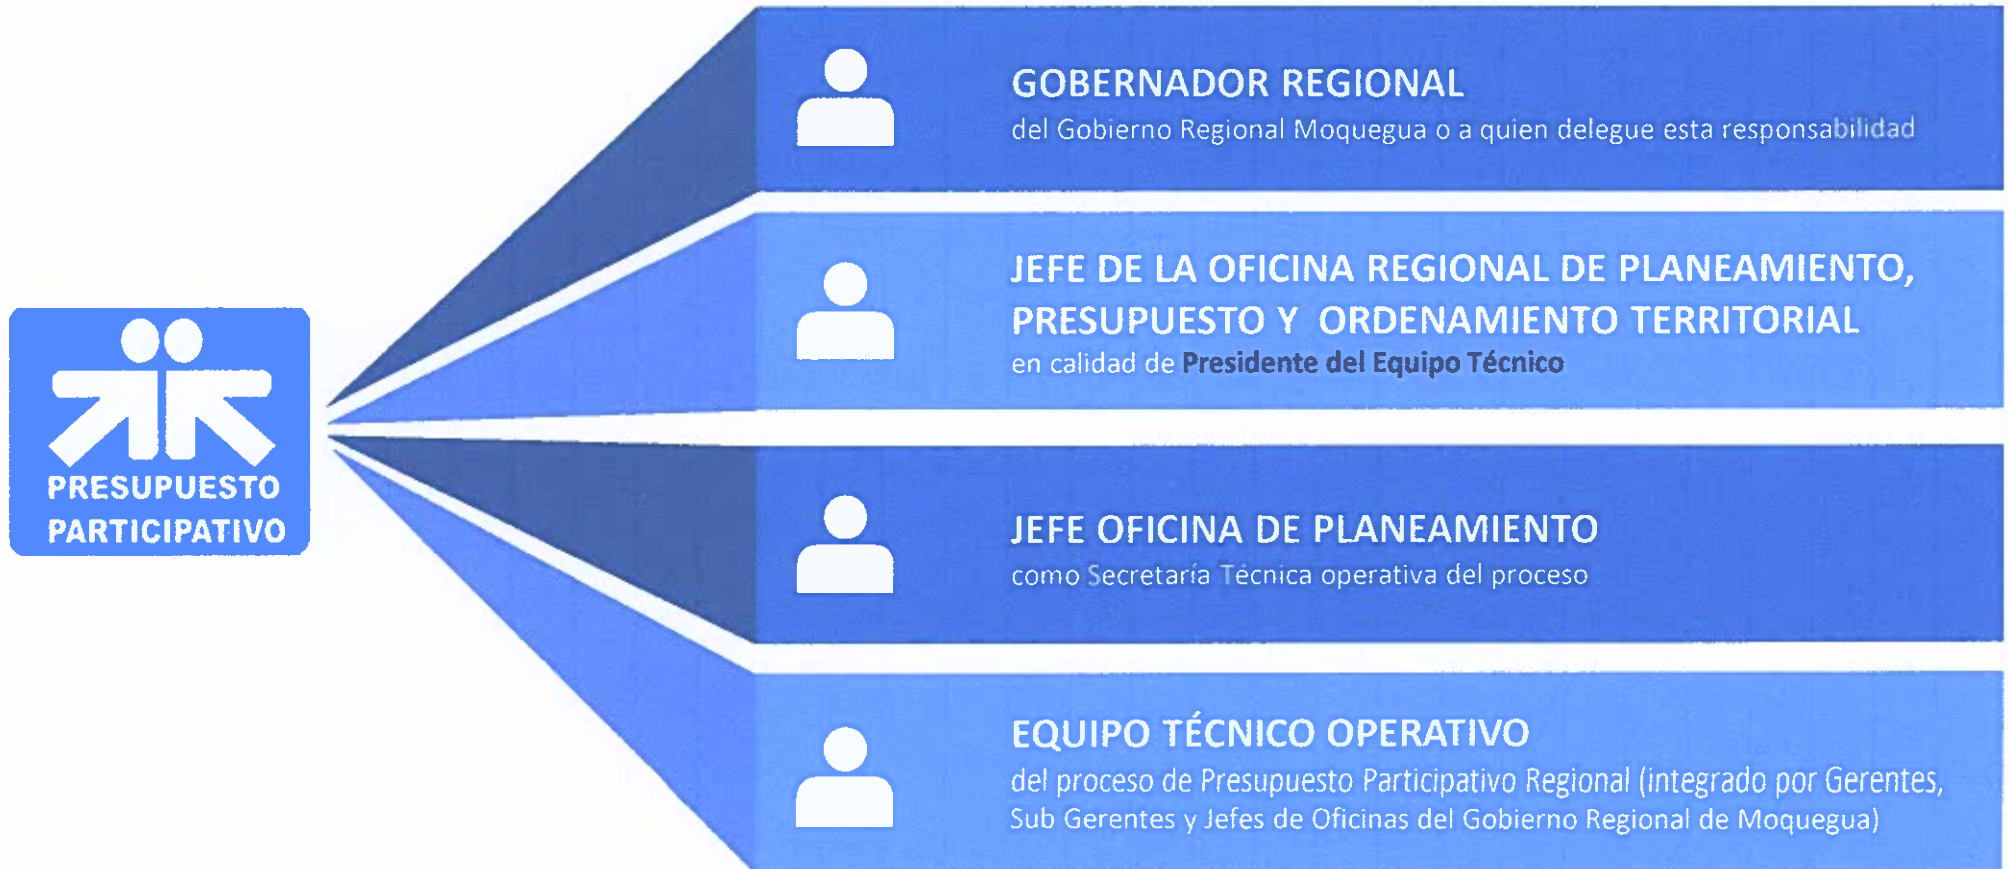 PRESUPUESTO
PARTICIPATIVO
GOBERNADOR REGIONAL
del Gobierno Regional Moquegua o a quien delegue esta responsabilidad
JEFE DE LA OFICINA REGIONAL DE PLANEAMIENTO,
PRESUPUESTO Y ORDENAMIENTO TERRITORIAL
en calidad de Presidente del Equipo Técnico
JEFE OFICINA DE PLANEAMIENTO
como Secretaría Técnica operativa del proceso
EQUIPO TÉCNICO OPERATIVO
del proceso de Presupuesto Participativo Regional (integrado por Gerentes,
Sub Gerentes y Jefes de Oficinas del Gobierno Regional de Moquegua)